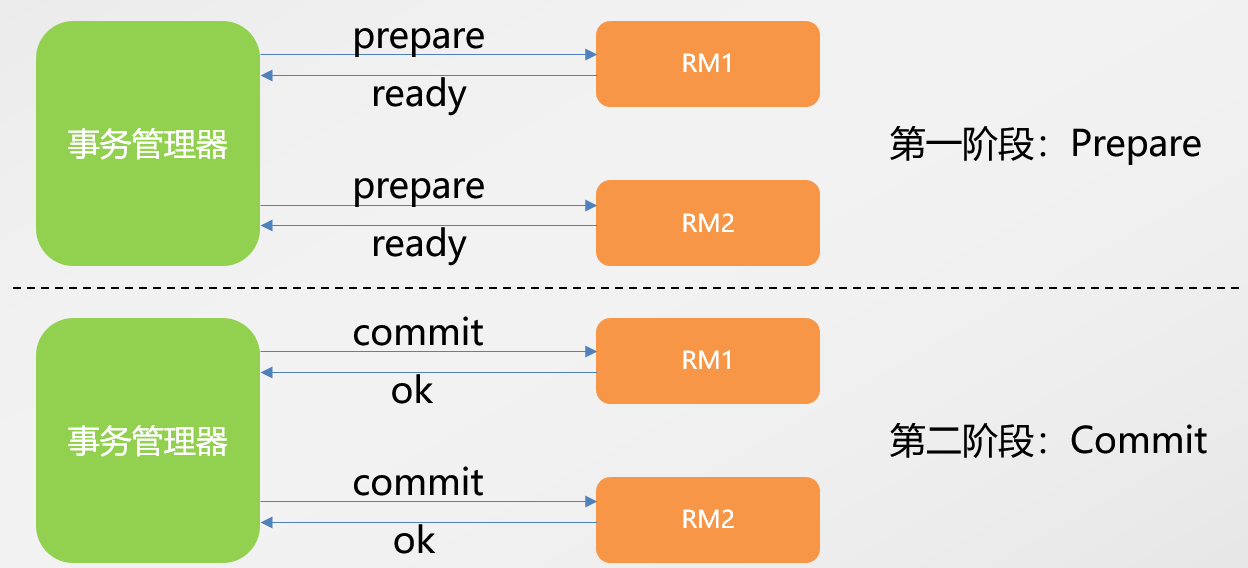 prepare
RM1
ready
事务管理器
第一阶段：Prepare
prepare
RM2
ready
commit
RM1
ok
事务管理器
第二阶段：Commit
commit
RM2
ok